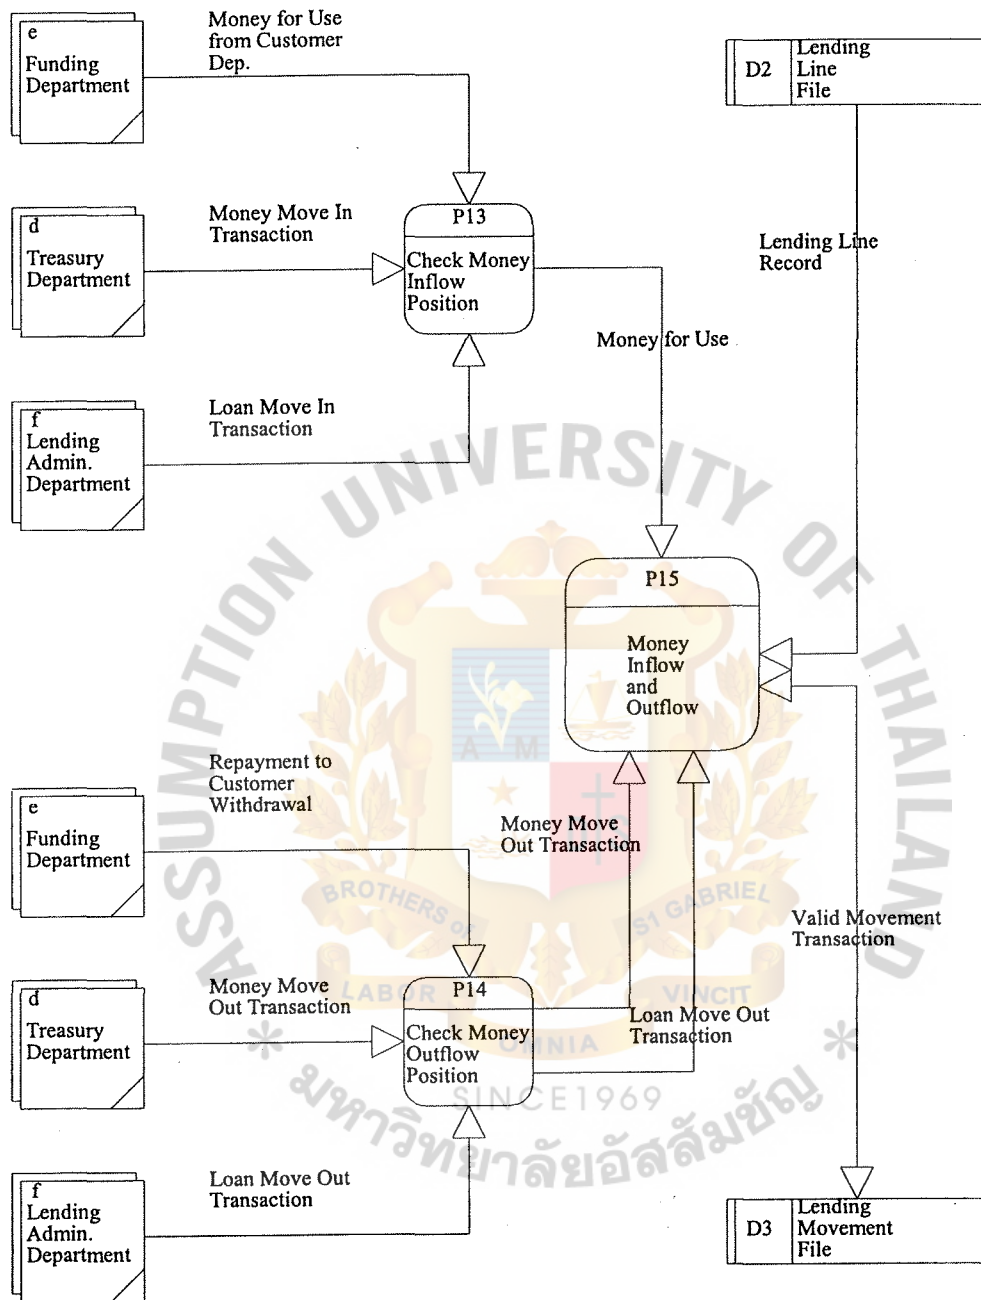 e
Funding
Department
Money for Use
from Customer
Dep.
D2
Lending
Line
File
d
Treasury
Department
Money Move In
Transaction
P13
Check Money
Inflow
Position
Lending Line
Record
Money for Use
f
Lending
Admin.
Department
Loan Move In
Transaction
ASSUMPTION UNIVERSITY OF THAILAND
P15
Money
Inflow
and
Outflow
A M
Repayment to
Customer
Withdrawal
e
Funding
Department
Money Move
Out Transaction
BROTHERS OF
ST GABRIEL
Valid Movement
Transaction
d
Treasury
Department
Money Move
Out Transaction
P14
Check Money
Outflow
Position
LABOR
VINCIT
OMNIA
Loan Move Out
Transaction
SINCE1969
มหาวิทยาลัยอัสสัมชัญ
f
Lending
Admin.
Department
Loan Move Out
Transaction
D3
Lending
Movement
File